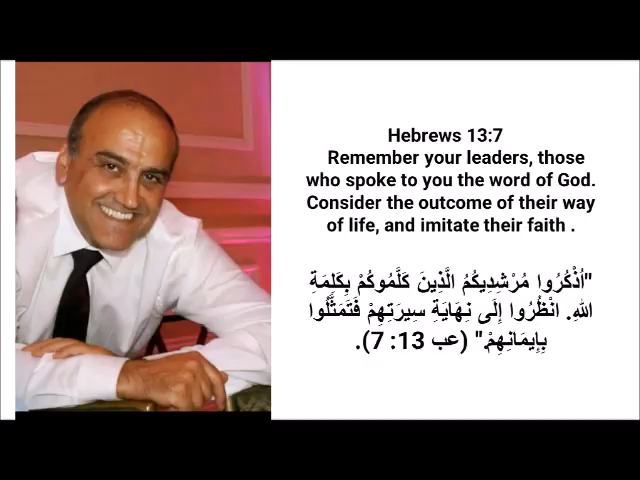 Hebrews 13:7
Remember your leaders, those
who spoke to you the word of God.
Consider the outcome of their way
of life, and imitate their faith .
"اُذْكُرُوا مُرْشِدِيكُمُ الَّذِينَ كَلَّمُوكُمْ بِكَلِمَةِ
اللهِ. انْظُرُوا إِلَى نِهَايَةِ سِيرَتِهِمْ فَتَمَثَّلُوا
بِإِيمَانِهِمْ." (عب 13: 7).